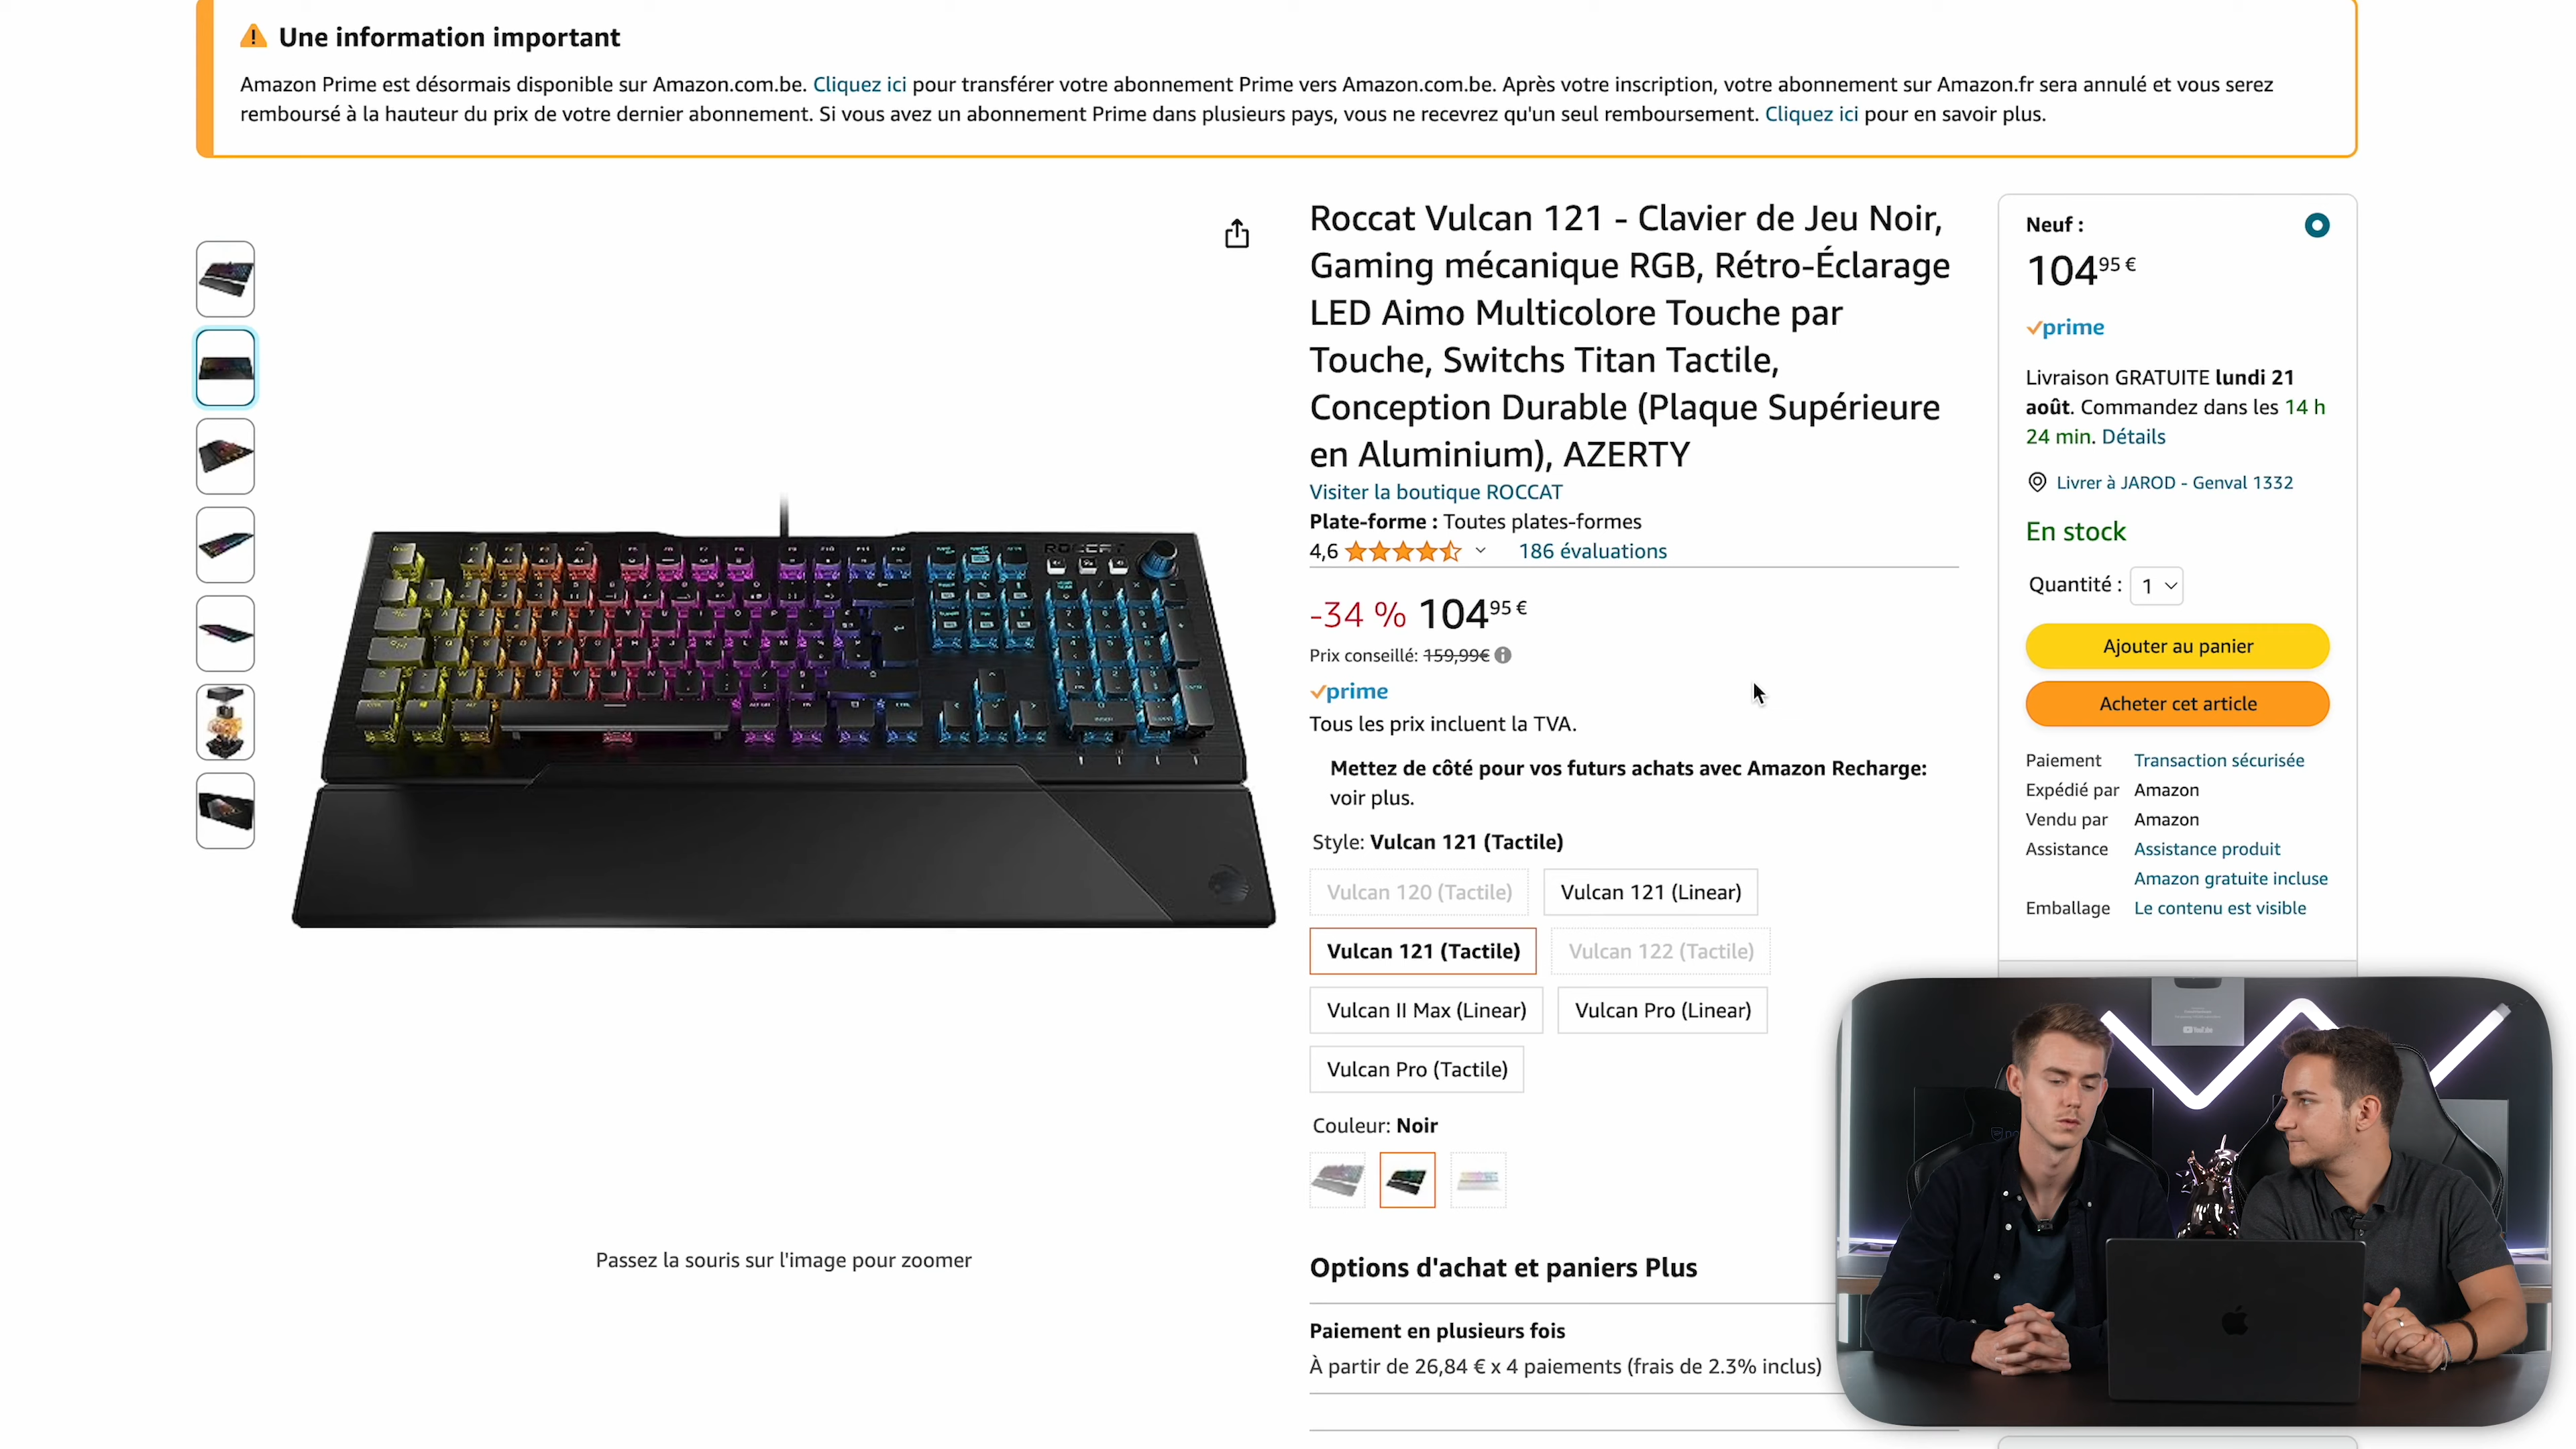 Une information important
Amazon Prime est désormais disponible sur Amazon.com.be. Cliquez ici pour transférer votre abonnement Prime vers Amazon.com.be. Après votre inscription, votre abonnement sur Amazon.fr sera annulé et vous serez
remboursé à la hauteur du prix de votre dernier abonnement. Si vous avez un abonnement Prime dans plusieurs pays, vous ne recevrez qu'un seul remboursement. Cliquez ici pour en savoir plus.
Roccat Vulcan 121 - Clavier de Jeu Noir,
Gaming mécanique RGB, Rétro-Éclarage
LED Aimo Multicolore Touche par
Touche, Switchs Titan Tactile,
Conception Durable (Plaque Supérieure
en Aluminium), AZERTY
Visiter la boutique ROCCAT
Plate-forme : Toutes plates-formes
4,6 186 évaluations
-34 % 104,95 €
Prix conseillé: 159,99€
prime
Tous les prix incluent la TVA.
Mettez de côté pour vos futurs achats avec Amazon Recharge:
voir plus.
Style: Vulcan 121 (Tactile)
Vulcan 120 (Tactile) Vulcan 121 (Linear)
Vulcan 121 (Tactile) Vulcan 122 (Tactile)
Vulcan II Max (Linear) Vulcan Pro (Linear)
Vulcan Pro (Tactile)
Couleur: Noir
Options d'achat et paniers Plus
Paiement en plusieurs fois
À partir de 26,84 € x 4 paiements (frais de 2.3% inclus)
Passez la souris sur l'image pour zoomer
Neuf :
104,95 €
prime
Livraison GRATUITE lundi 21
août. Commandez dans les 14 h
24 min. Détails
Livrer à JAROD - Genval 1332
En stock
Quantité : 1
Ajouter au panier
Acheter cet article
Paiement Transaction sécurisée
Expédié par Amazon
Vendu par Amazon
Assistance Assistance produit
Amazon gratuite incluse
Emballage Le contenu est visible
YouTube